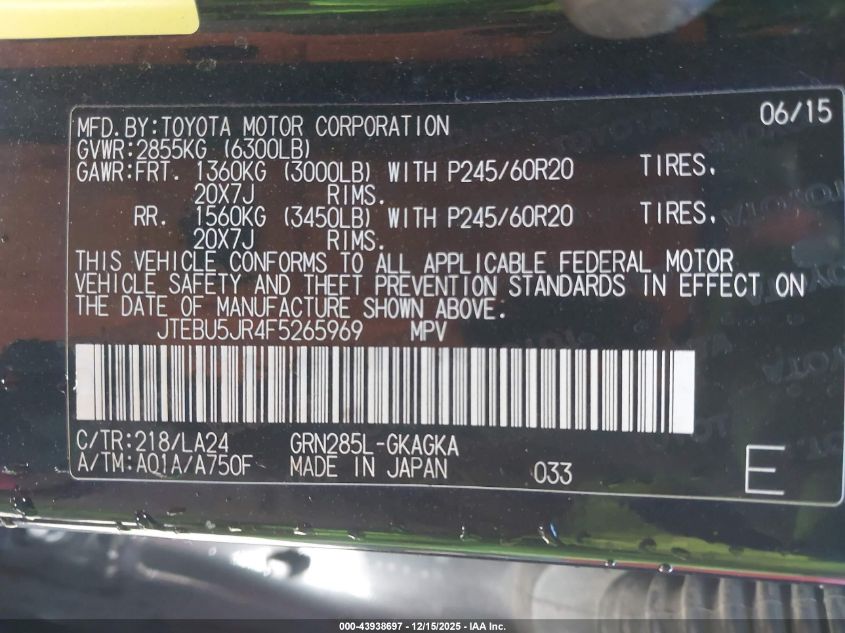 06/15
MFD.BY:TOYOTA MOTOR CORPORATION
GVWR:2855KG (6300LB)
GAWR:FRT. 1360KG (3000LB) WITH P245/60R20 TIRES.
20X7J RIMS.
RR. 1560KG (3450LB) WITH P245/60R20 TIRES.
20X7J RIMS.
THIS VEHICLE CONFORMS TO ALL APPLICABLE FEDERAL MOTOR
VEHICLE SAFETY AND THEFT PREVENTION STANDARDS IN EFFECT ON
THE DATE OF MANUFACTURE SHOWN ABOVE.
JTEBU5JR4F5265969 MPV
C/TR:218/LA24 GRN285L-GKAGKA
A/TM:A01A/A750F MADE IN JAPAN 033
E
000-43938697 - 12/15/2025 - IAA Inc.